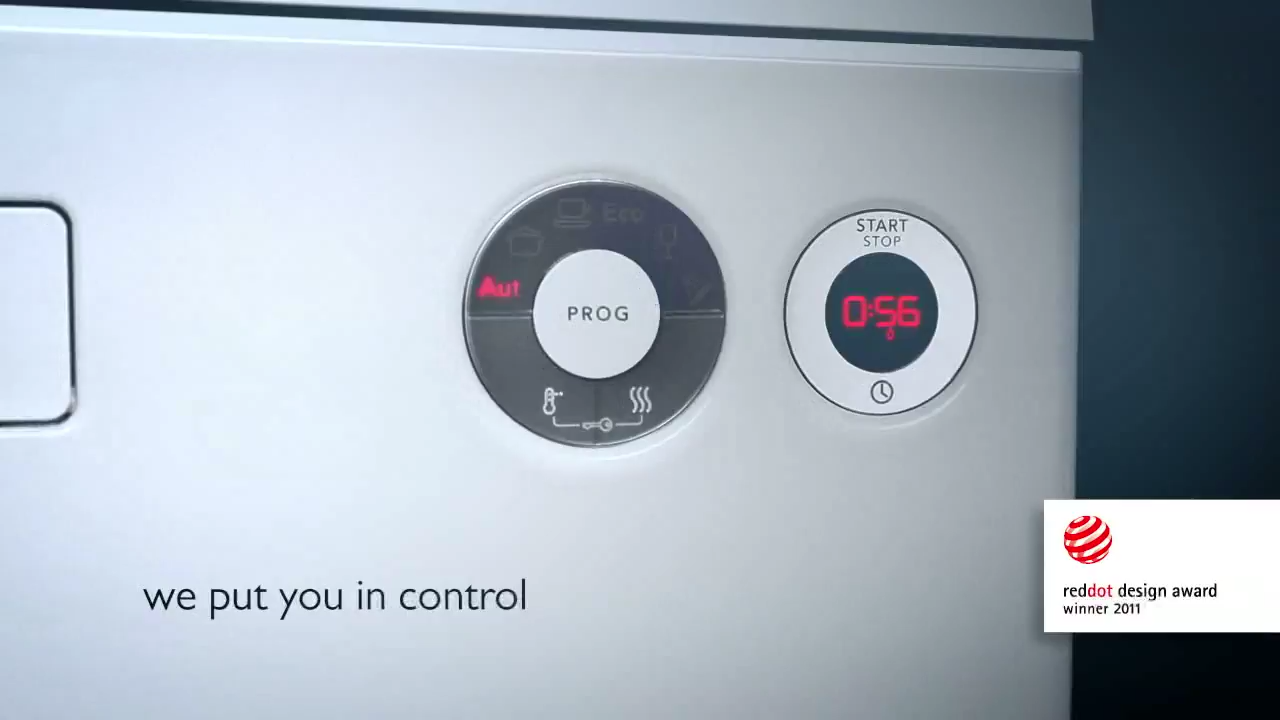 START
STOP
Eco
Aut
PROG
0:56
we put you in control
reddot design award
winner 2011